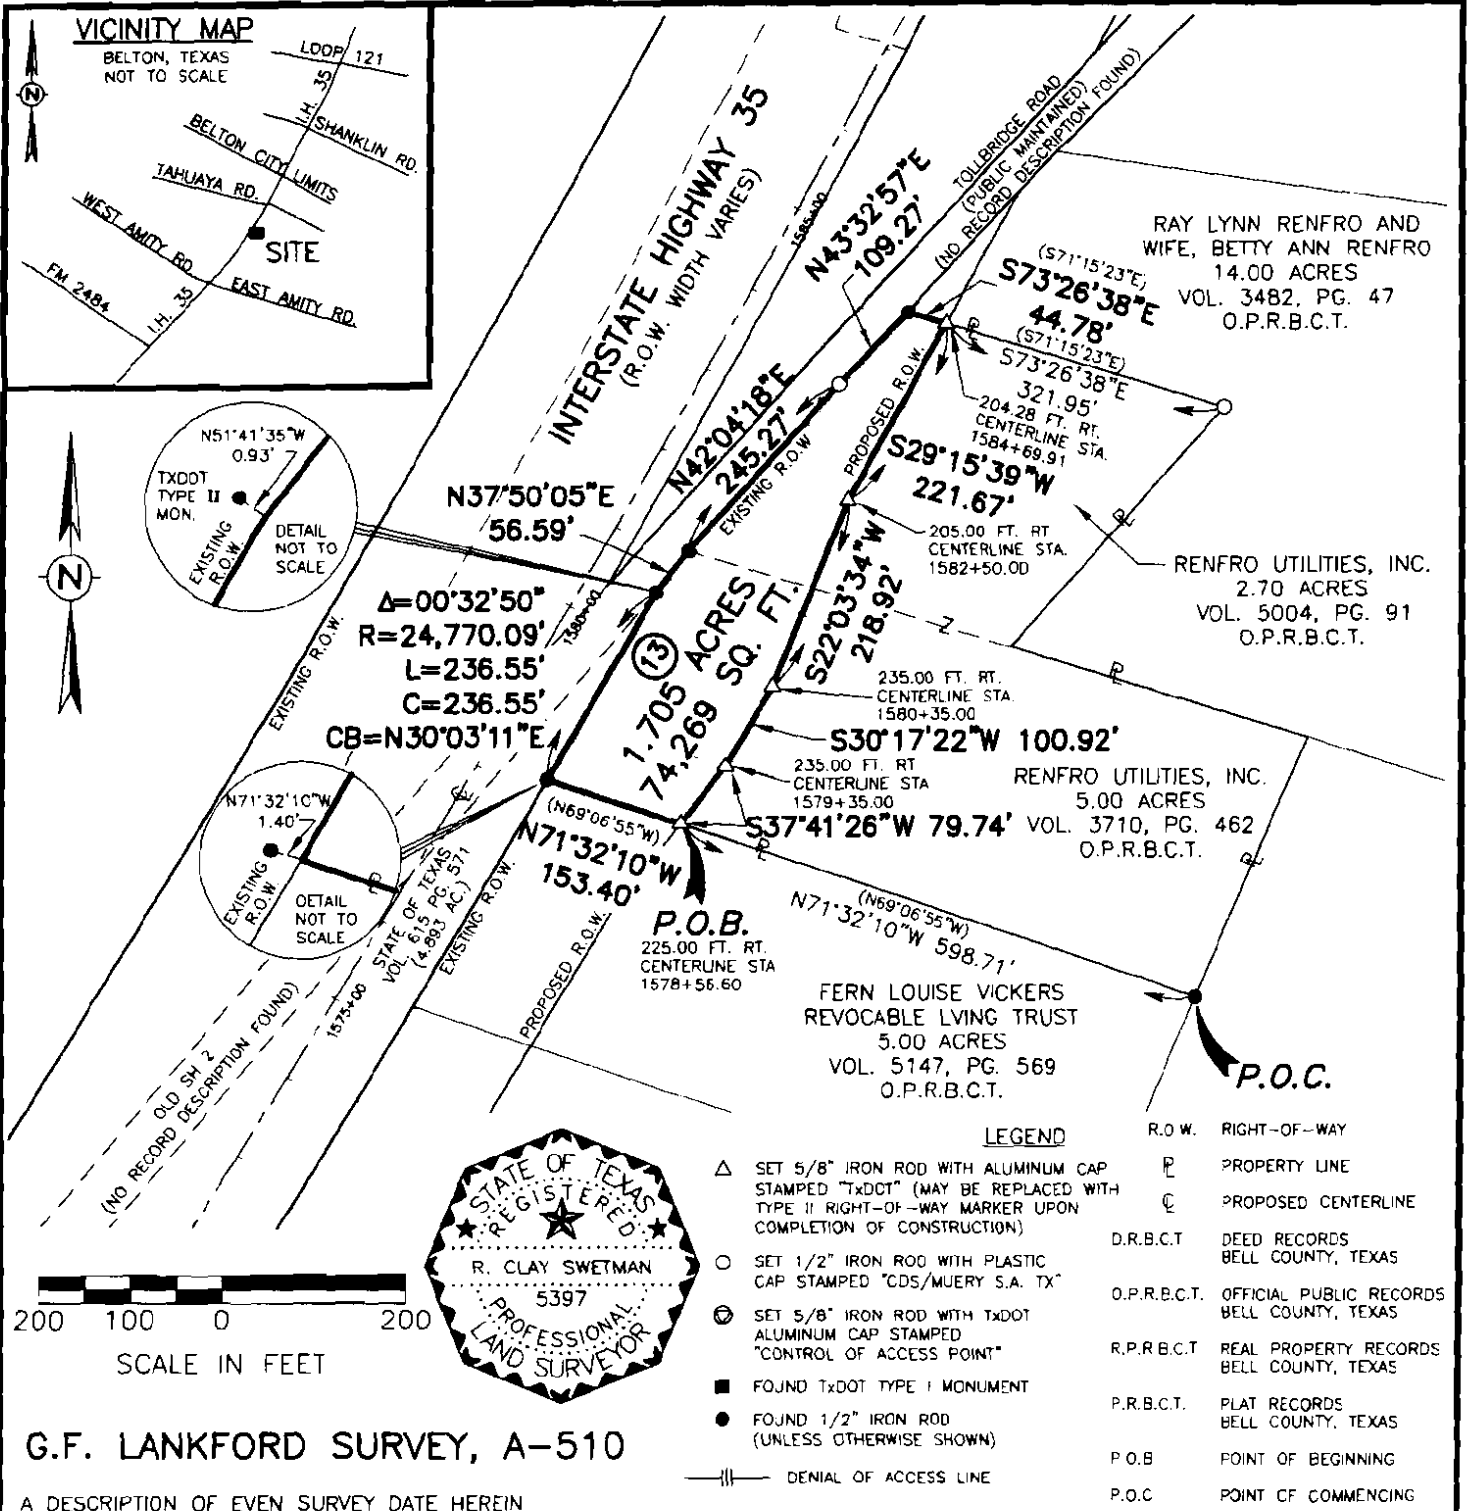 VICINITY MAP
BELTON, TEXAS
NOT TO SCALE
N
LOOP 121
I.H. 35
SHANKLIN RD.
BELTON CITY LIMITS
TAHUAYA RD.
WEST AMITY RD.
SITE
FM 2484
I.H. 35
EAST AMITY RD.
INTERSTATE HIGHWAY 35
(R.O.W. WIDTH VARIES)
1585+00
TOLLBRIDGE ROAD
(PUBLIC MAINTAINED)
(NO RECORD DESCRIPTION FOUND)
N43°32'57"E
109.27'
RAY LYNN RENFRO AND
WIFE, BETTY ANN RENFRO
14.00 ACRES
VOL. 3482, PG. 47
O.P.R.B.C.T.
(S71°15'23"E)
S73°26'38"E
44.78'
(S71°15'23"E)
S73°26'38"E
321.95'
204.28 FT. RT.
CENTERLINE STA.
1584+69.91
PROPOSED R.O.W.
N42°04'18"E
245.27'
EXISTING R.O.W
S29°15'39"W
221.67'
205.00 FT. RT
CENTERLINE STA.
1582+50.00
N51°41'35"W
0.93'
TXDOT
TYPE II
MON.
EXISTING
R.O.W.
DETAIL
NOT TO
SCALE
N37°50'05"E
56.59'
N
RENFRO UTILITIES, INC.
2.70 ACRES
VOL. 5004, PG. 91
O.P.R.B.C.T.
Δ=00°32'50"
R=24,770.09'
L=236.55'
C=236.55'
CB=N30°03'11"E
1380+00
EXISTING R.O.W.
13
1.705 ACRES
74,269 SQ. FT.
S22°03'34"W
218.92'
235.00 FT. RT.
CENTERLINE STA.
1580+35.00
S30°17'22"W 100.92'
235.00 FT. RT
CENTERLINE STA
1579+35.00
RENFRO UTILITIES, INC.
5.00 ACRES
VOL. 3710, PG. 462
O.P.R.B.C.T.
S37°41'26"W 79.74'
N71°32'10"W
1.40'
EXISTING
R.O.W
DETAIL
NOT TO
SCALE
(N69°06'55"W)
N71°32'10"W
153.40'
STATE OF TEXAS
VOL. 615 PG. 571
(4.893 AC.)
EXISTING R.O.W.
P.O.B.
225.00 FT. RT.
CENTERLINE STA
1578+56.60
PROPOSED R.O.W.
(N69°06'55"W)
N71°32'10"W 598.71'
1575+00
OLD SH 2
(NO RECORD DESCRIPTION FOUND)
FERN LOUISE VICKERS
REVOCABLE LVING TRUST
5.00 ACRES
VOL. 5147, PG. 569
O.P.R.B.C.T.
P.O.C.
LEGEND
SET 5/8" IRON ROD WITH ALUMINUM CAP
STAMPED "TxDOT" (MAY BE REPLACED WITH
TYPE II RIGHT-OF-WAY MARKER UPON
COMPLETION OF CONSTRUCTION)
SET 1/2" IRON ROD WITH PLASTIC
CAP STAMPED "CDS/MUERY S.A. TX"
SET 5/8" IRON ROD WITH TxDOT
ALUMINUM CAP STAMPED
"CONTROL OF ACCESS POINT"
FOUND TxDOT TYPE I MONUMENT
FOUND 1/2" IRON ROD
(UNLESS OTHERWISE SHOWN)
DENIAL OF ACCESS LINE
R.O W. RIGHT-OF-WAY
PL PROPERTY LINE
CL PROPOSED CENTERLINE
D.R.B.C.T DEED RECORDS
BELL COUNTY, TEXAS
O.P.R.B.C.T. OFFICIAL PUBLIC RECORDS
BELL COUNTY, TEXAS
R.P.R B.C.T REAL PROPERTY RECORDS
BELL COUNTY, TEXAS
P.R.B.C.T. PLAT RECORDS
BELL COUNTY, TEXAS
P O.B POINT OF BEGINNING
P.O.C POINT OF COMMENCING
STATE OF TEXAS
REGISTERED
R. CLAY SWETMAN
5397
PROFESSIONAL
LAND SURVEYOR
200 100 0 200
SCALE IN FEET
G.F. LANKFORD SURVEY, A-510
A DESCRIPTION OF EVEN SURVEY DATE HEREIN